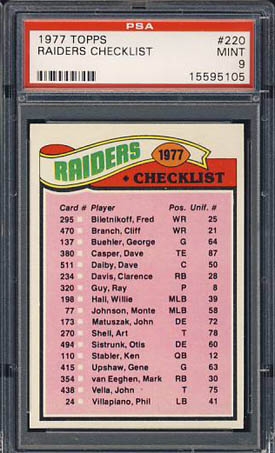 PSA
1977 TOPPS #220
RAIDERS CHECKLIST MINT
9
15595105
RAIDERS 1977
CHECKLIST
Card # Player Pos. Unif. #
295 Biletnikoff, Fred WR 25
470 Branch, Cliff WR 21
137 Buehler, George G 64
380 Casper, Dave TE 87
511 Dalby, Dave C 50
234 Davis, Clarence RB 28
320 Guy, Ray P 8
198 Hall, Willie MLB 39
77 Johnson, Monte MLB 58
173 Matuszak, John DE 72
270 Shell, Art T 78
494 Sistrunk, Otis DE 60
110 Stabler, Ken QB 12
415 Upshaw, Gene G 63
354 van Eeghen, Mark RB 30
438 Vella, John T 75
24 Villapiano, Phil LB 41